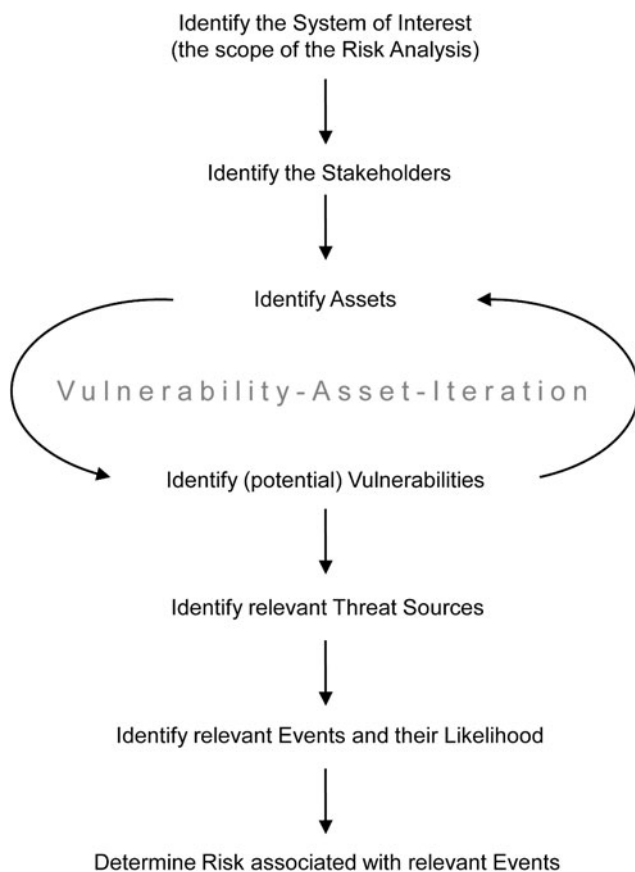 Identify the System of Interest
(the scope of the Risk Analysis)
Identify the Stakeholders
Identify Assets
Vulnerability-Asset-Iteration
Identify (potential) Vulnerabilities
Identify relevant Threat Sources
Identify relevant Events and their Likelihood
Determine Risk associated with relevant Events